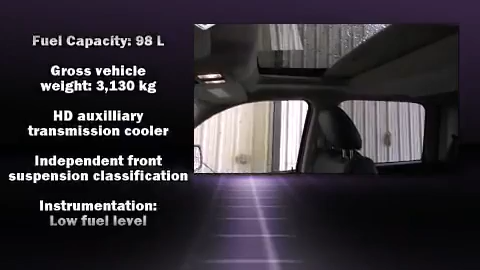 Fuel Capacity: 98 L
Gross vehicle
weight: 3,130 kg
HD auxilliary
transmission cooler
Independent front
suspension classification
Instrumentation:
Low fuel level